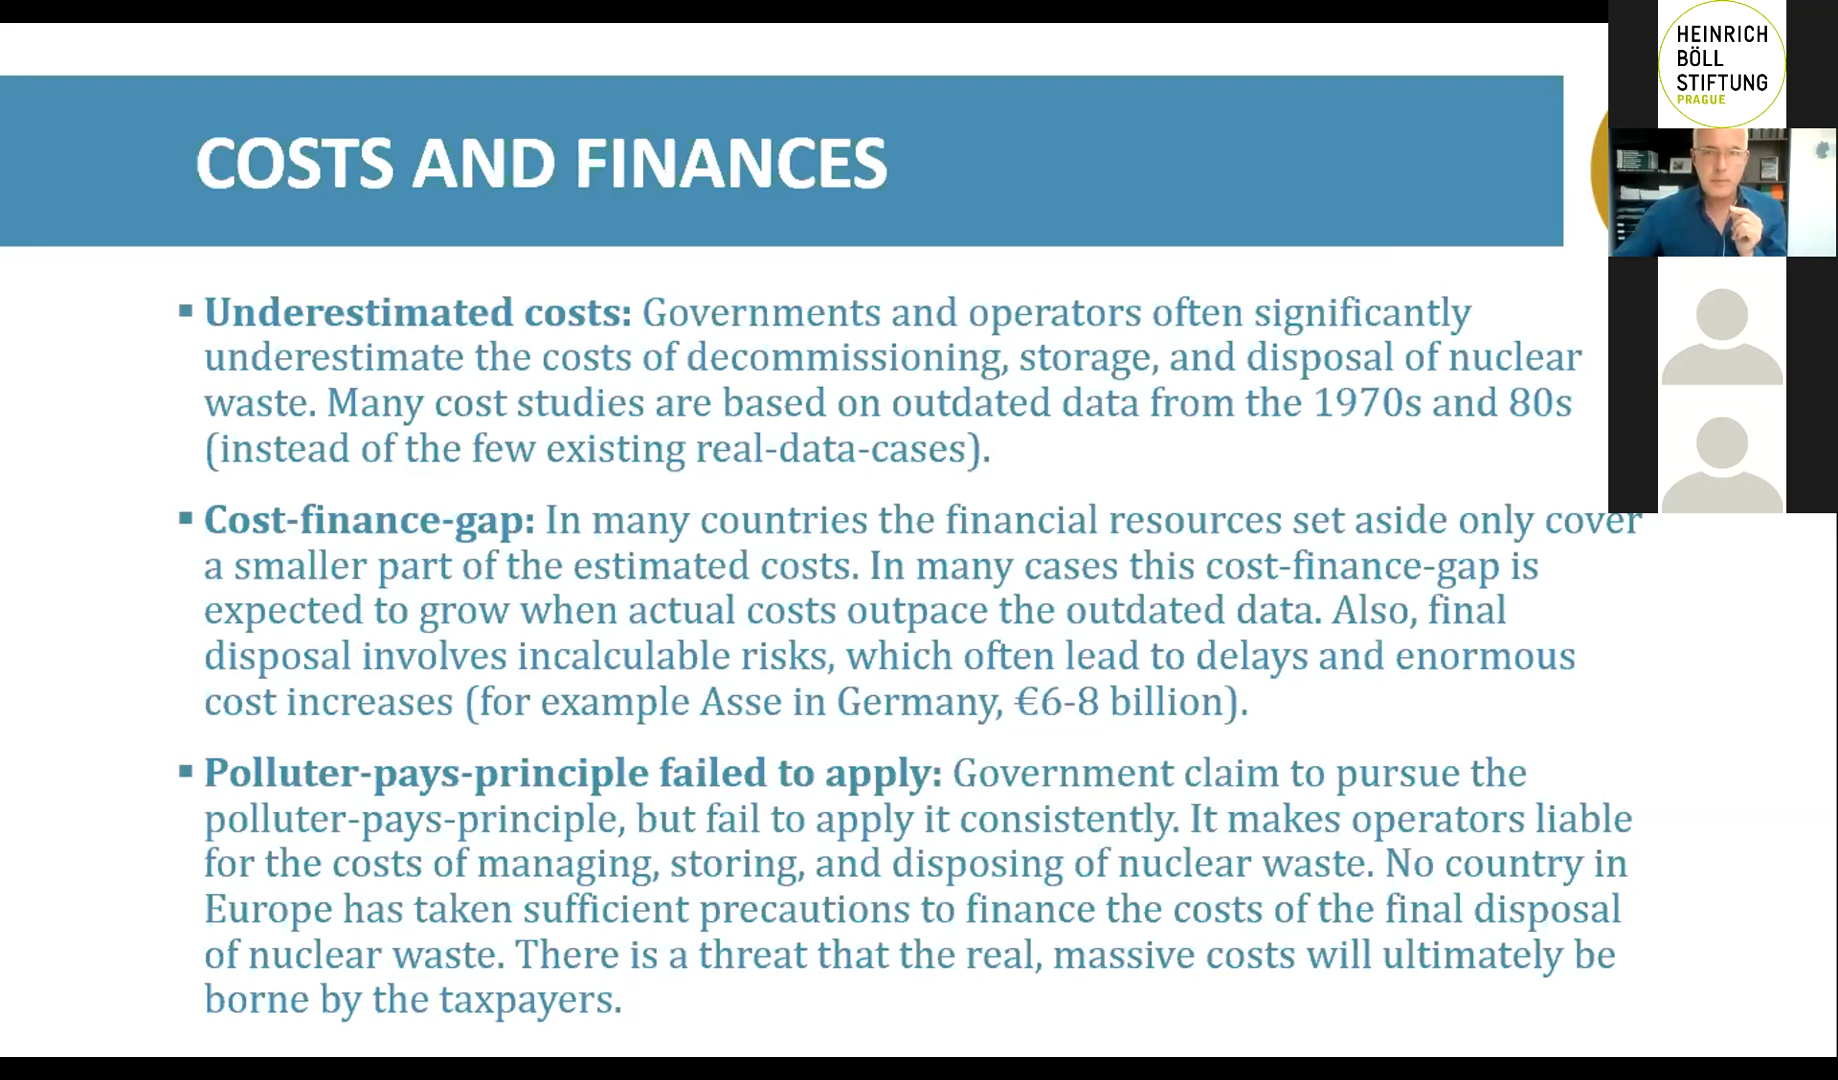 COSTS AND FINANCES
▪ Underestimated costs: Governments and operators often significantly
underestimate the costs of decommissioning, storage, and disposal of nuclear
waste. Many cost studies are based on outdated data from the 1970s and 80s
(instead of the few existing real-data-cases).
▪ Cost-finance-gap: In many countries the financial resources set aside only cover
a smaller part of the estimated costs. In many cases this cost-finance-gap is
expected to grow when actual costs outpace the outdated data. Also, final
disposal involves incalculable risks, which often lead to delays and enormous
cost increases (for example Asse in Germany, €6-8 billion).
▪ Polluter-pays-principle failed to apply: Government claim to pursue the
polluter-pays-principle, but fail to apply it consistently. It makes operators liable
for the costs of managing, storing, and disposing of nuclear waste. No country in
Europe has taken sufficient precautions to finance the costs of the final disposal
of nuclear waste. There is a threat that the real, massive costs will ultimately be
borne by the taxpayers.
HEINRICH
BÖLL
STIFTUNG
PRAGUE